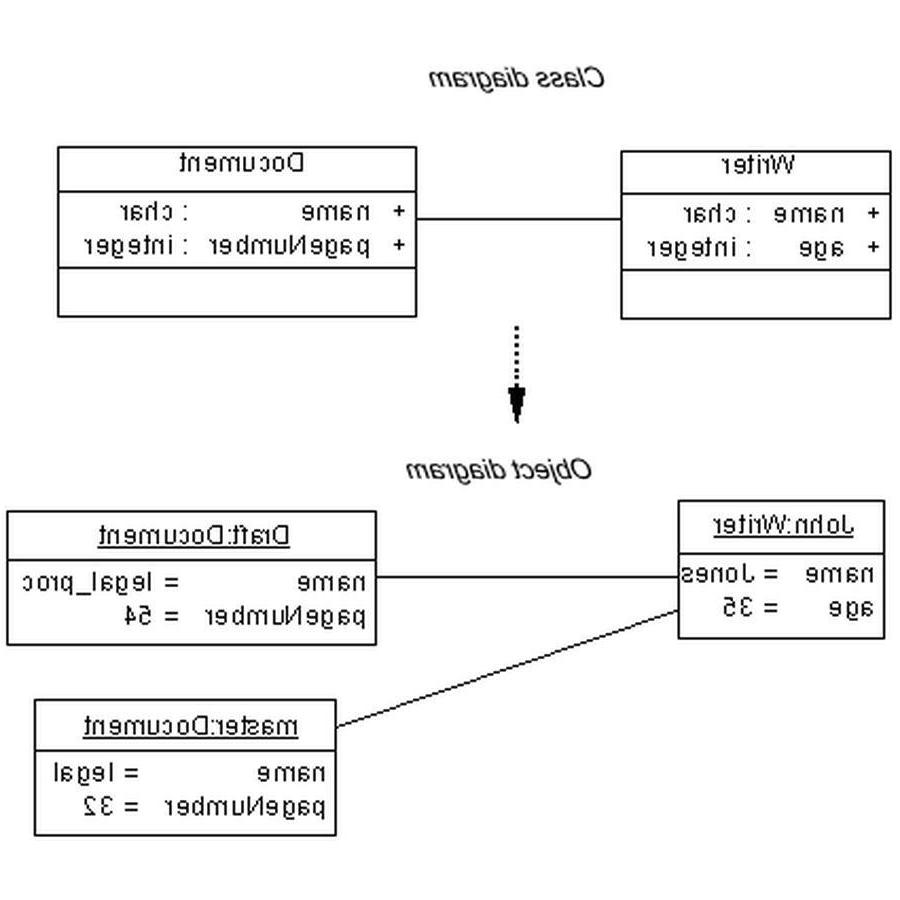 Class diagram
Writer
+ name : char
+ age : integer
Document
+ name : char
+ pageNumber : integer
Object diagram
John:Writer
name = Jones
age = 35
Draft:Document
name = legal_proc
pageNumber = 54
master:Document
name = legal
pageNumber = 32